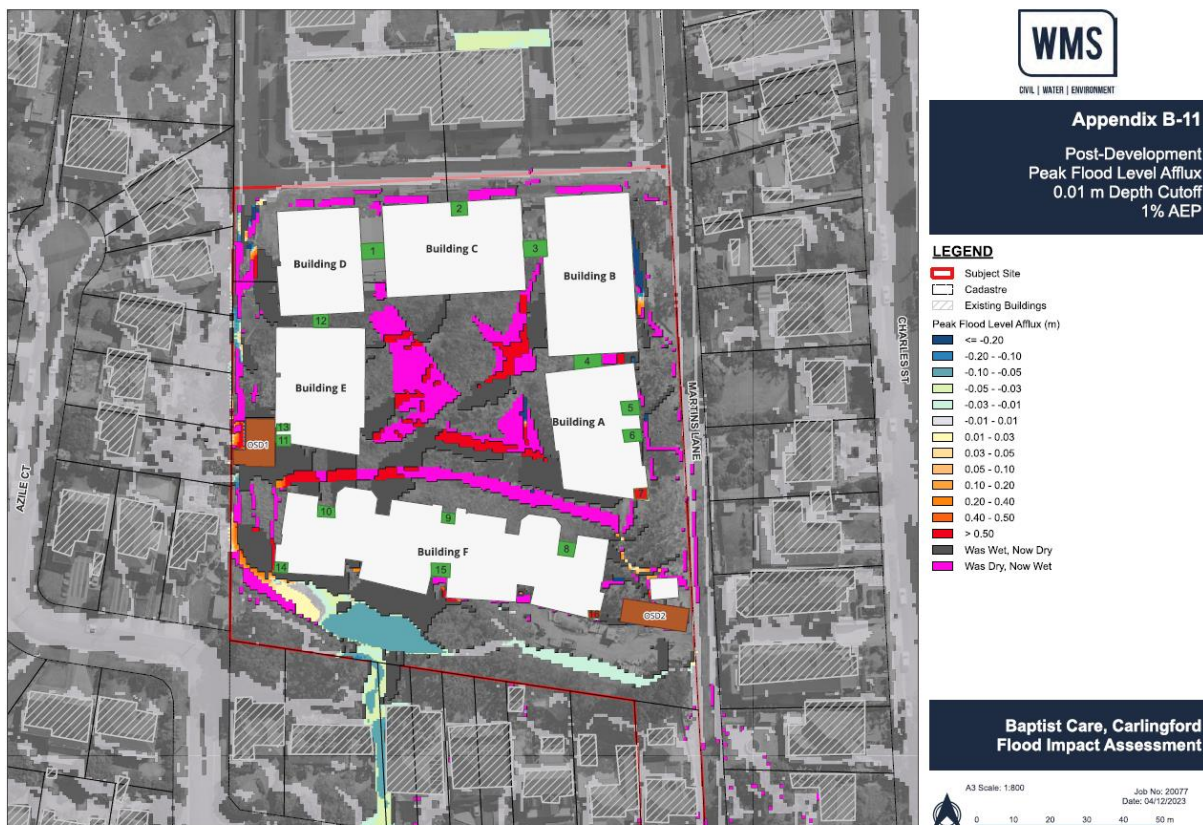 WMS
CIVIL | WATER | ENVIRONMENT
Appendix B-11
Post-Development
Peak Flood Level Afflux
0.01 m Depth Cutoff
1% AEP
LEGEND
Subject Site
Cadastre
Existing Buildings
Peak Flood Level Afflux (m)
<= -0.20
-0.20 - -0.10
-0.10 - -0.05
-0.05 - -0.03
-0.03 - -0.01
-0.01 - 0.01
0.01 - 0.03
0.03 - 0.05
0.05 - 0.10
0.10 - 0.20
0.20 - 0.40
0.40 - 0.50
> 0.50
Was Wet, Now Dry
Was Dry, Now Wet
Baptist Care, Carlingford
Flood Impact Assessment
A3 Scale: 1:800
Job No: 20077
Date: 04/12/2023
0 10 20 30 40 50 m
2
Building D
1
Building C
3
Building B
12
Building E
4
13
11
OSD1
Building A
5
6
7
10
9
8
Building F
14
15
16
OSD2
AZILE CT
MARTINS LANE
CHARLES ST